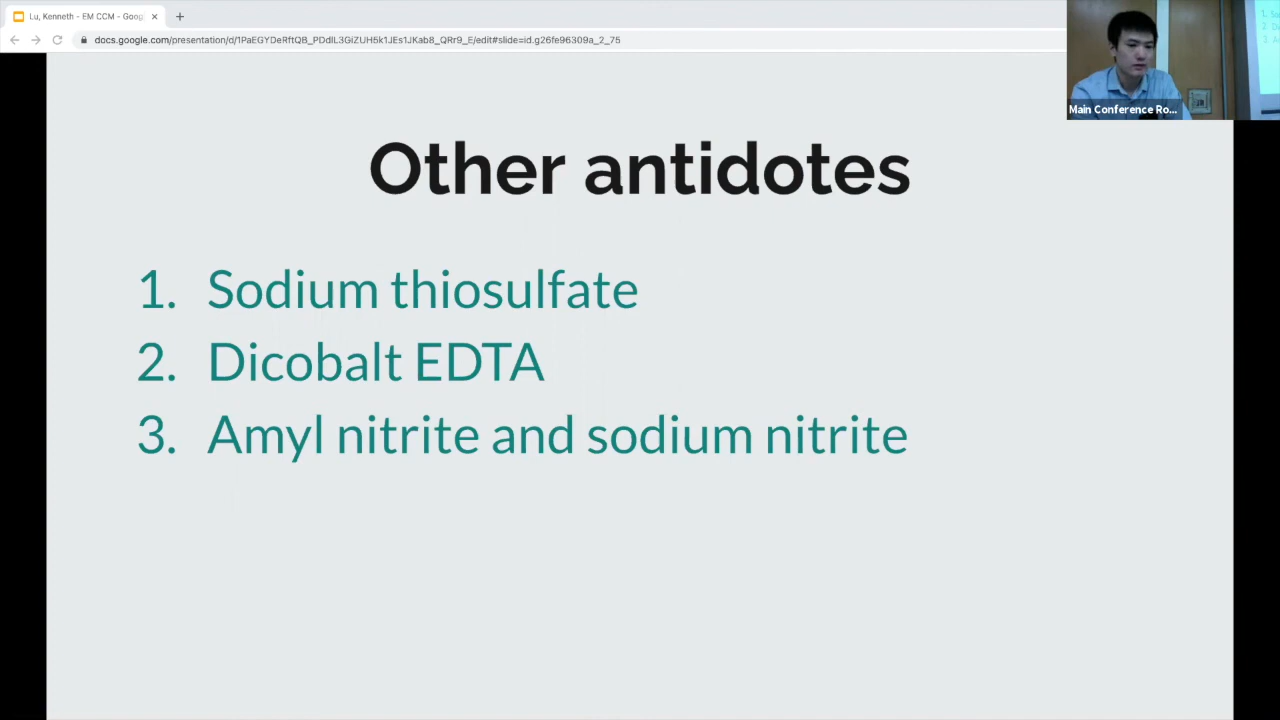 Lu, Kenneth - EM CCM - Goog
docs.google.com/presentation/d/1PaEGYDeRftQB_PDdlL3GiZUH5k1JEs1JKab8_QRr9_E/edit#slide=id.g26fe96309a_2_75
Main Conference Ro...
Other antidotes
1. Sodium thiosulfate
2. Dicobalt EDTA
3. Amyl nitrite and sodium nitrite